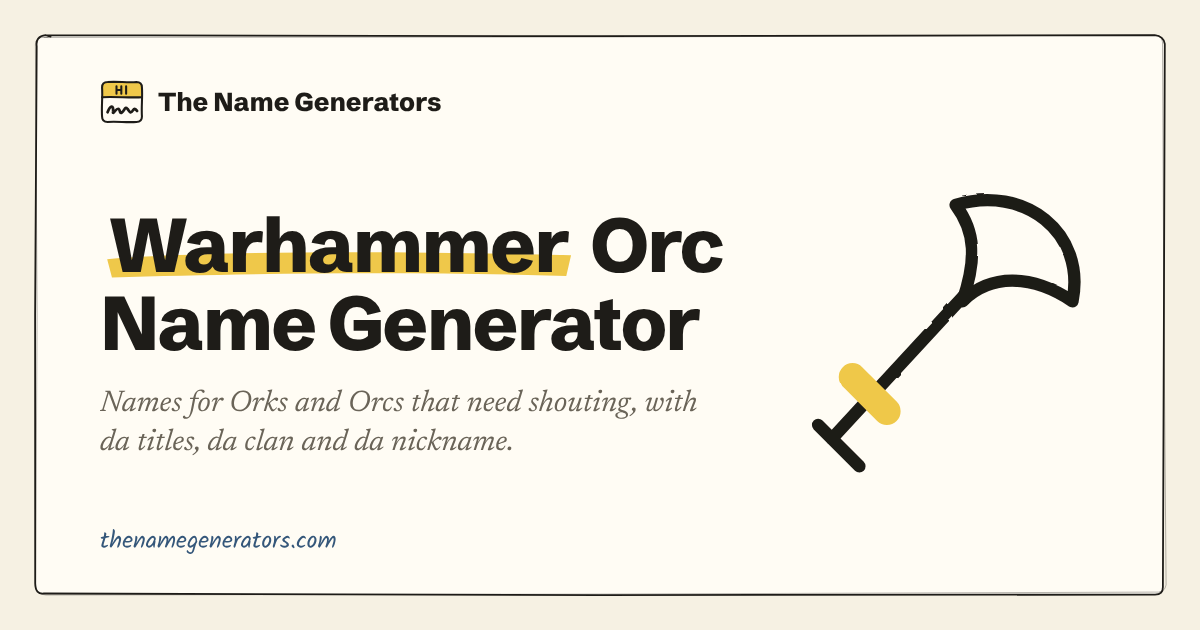 HI
The Name Generators
Warhammer Orc
Name Generator
Names for Orks and Orcs that need shouting, with
da titles, da clan and da nickname.
thenamegenerators.com